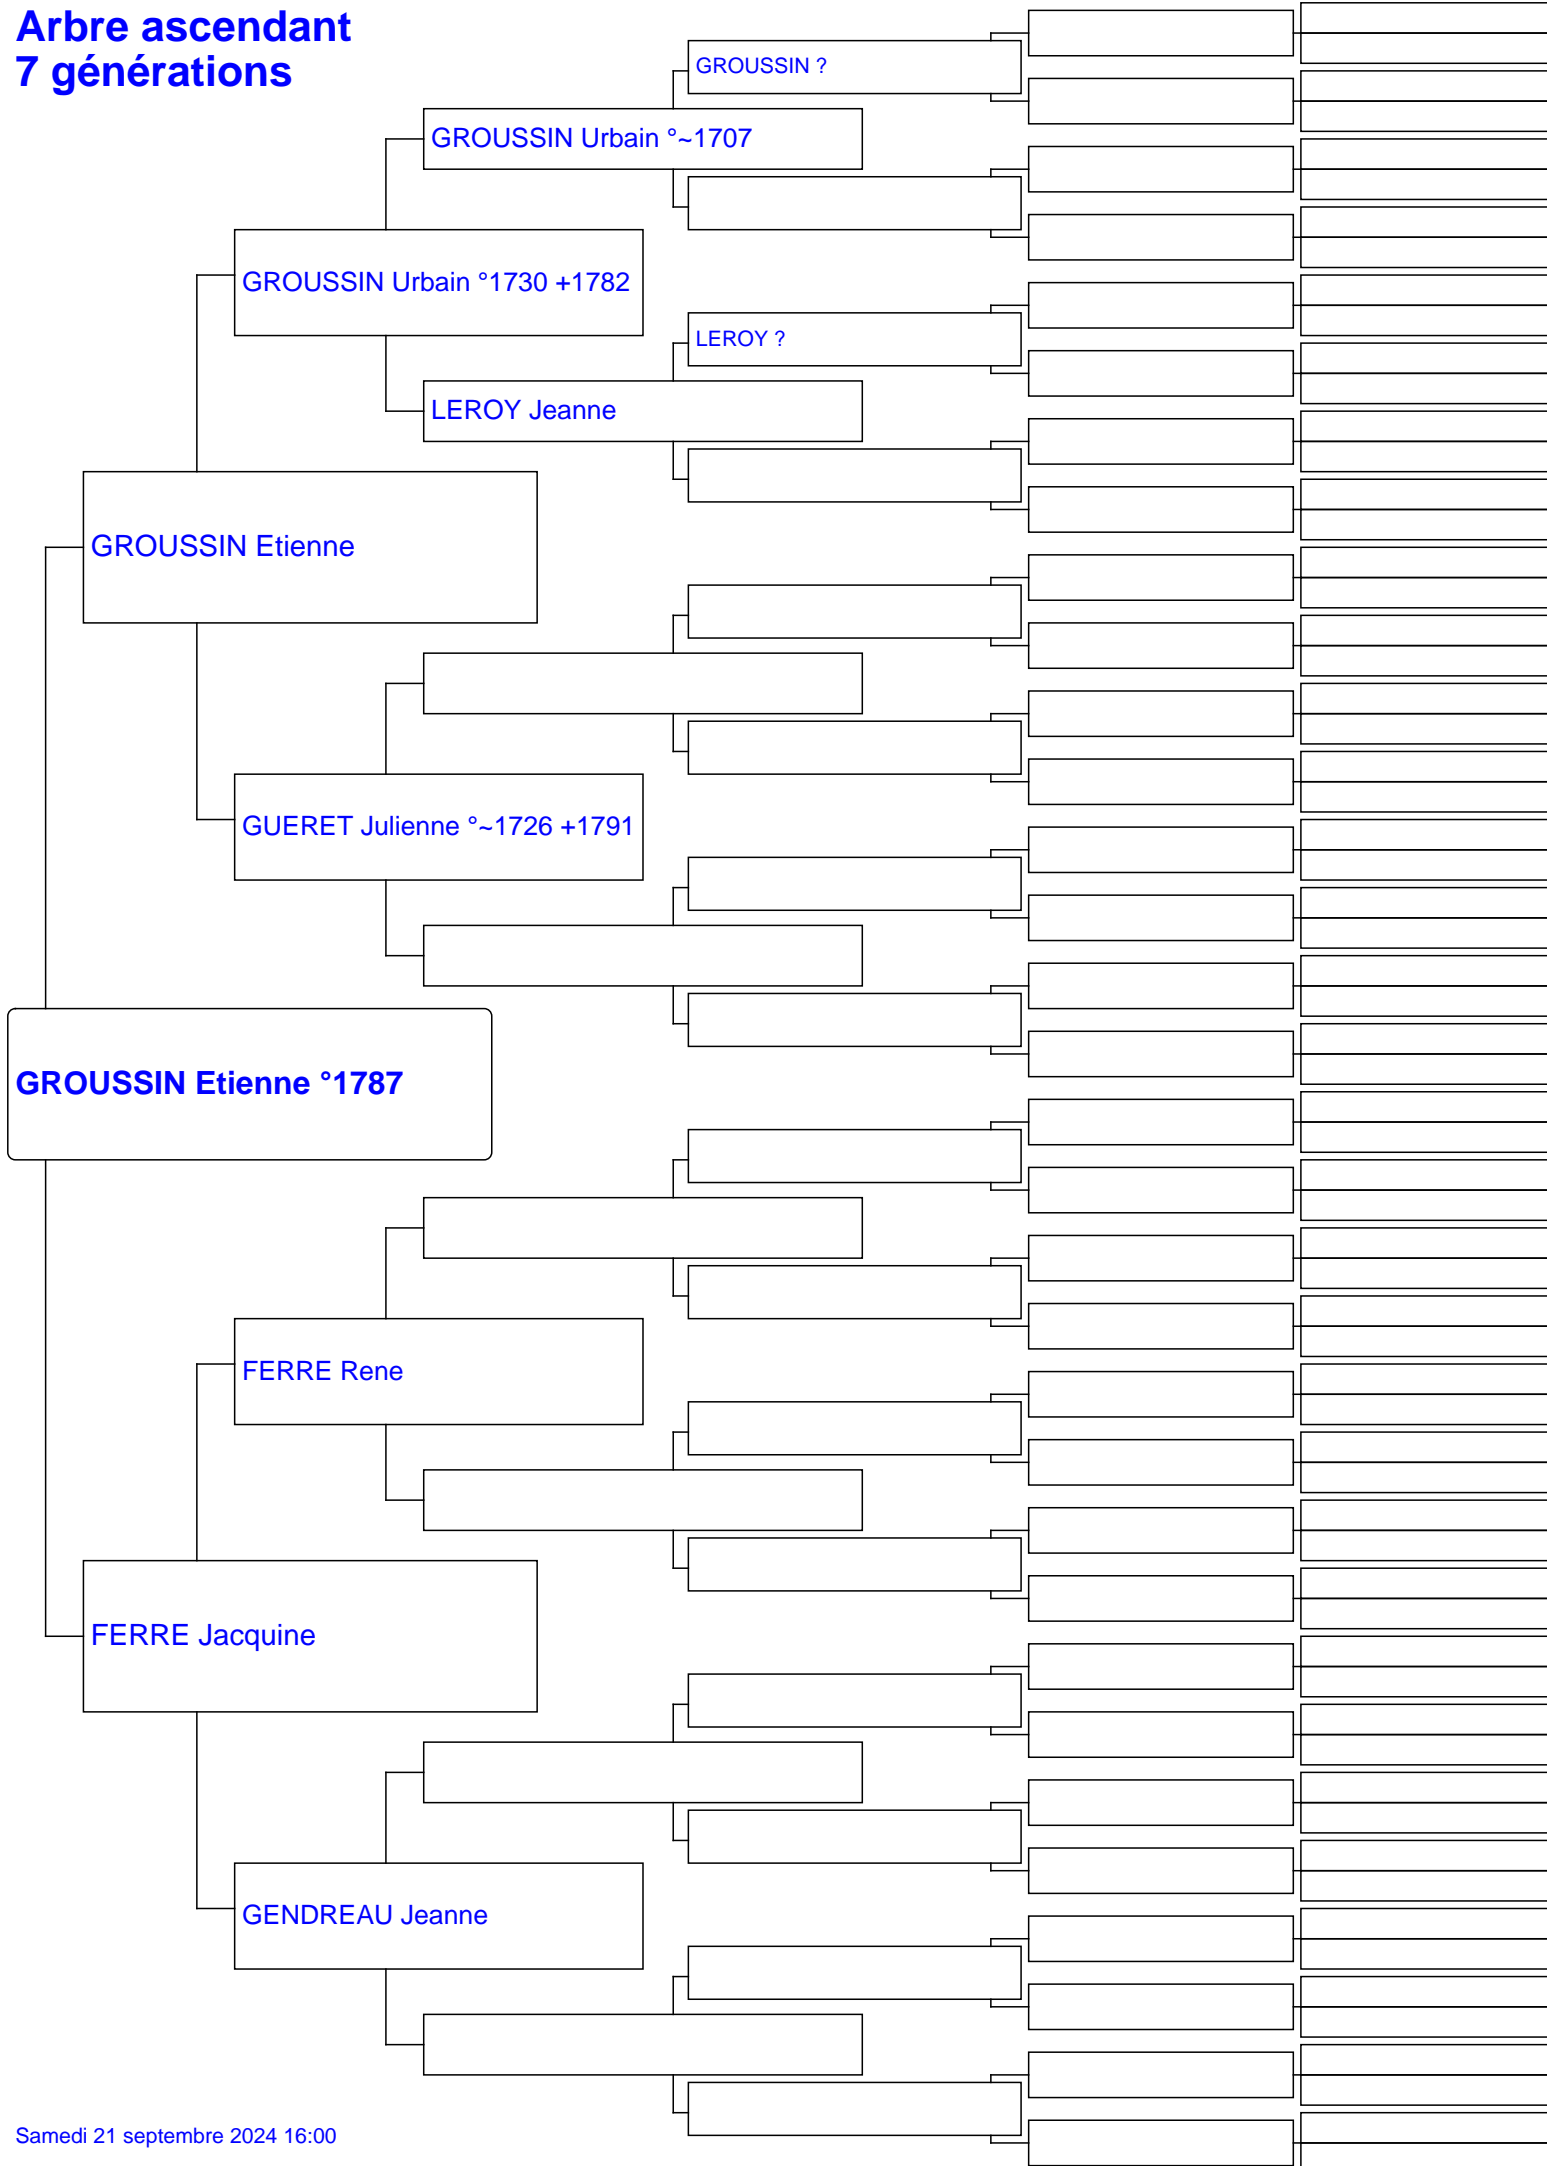 Arbre ascendant
7 générations
GROUSSIN ?
GROUSSIN Urbain °~1707
GROUSSIN Urbain °1730 +1782
LEROY ?
LEROY Jeanne
GROUSSIN Etienne
GUERET Julienne °~1726 +1791
GROUSSIN Etienne °1787
FERRE Rene
FERRE Jacquine
GENDREAU Jeanne
Samedi 21 septembre 2024 16:00